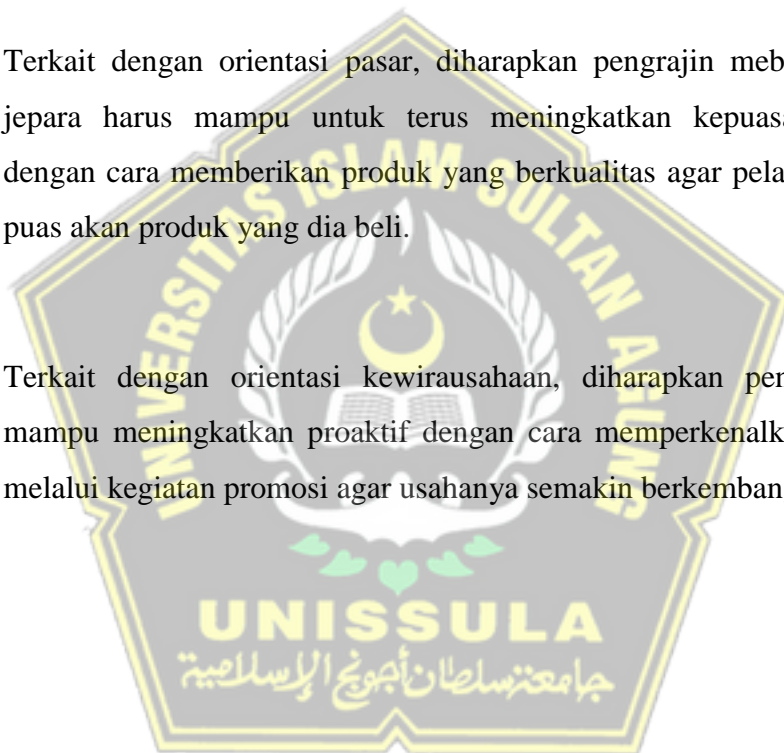 Terkait dengan orientasi pasar, diharapkan pengrajin meb
jepara harus mampu untuk terus meningkatkan kepuas
dengan cara memberikan produk yang berkualitas agar pela
puas akan produk yang dia beli.
Terkait dengan orientasi kewirausahaan, diharapkan pen
mampu meningkatkan proaktif dengan cara memperkenalk
melalui kegiatan promosi agar usahanya semakin berkemban
UNIVERSITAS ISLAM SULTAN AGUNG
UNISSULA
جامعة سلطان أجونج الإسلامية